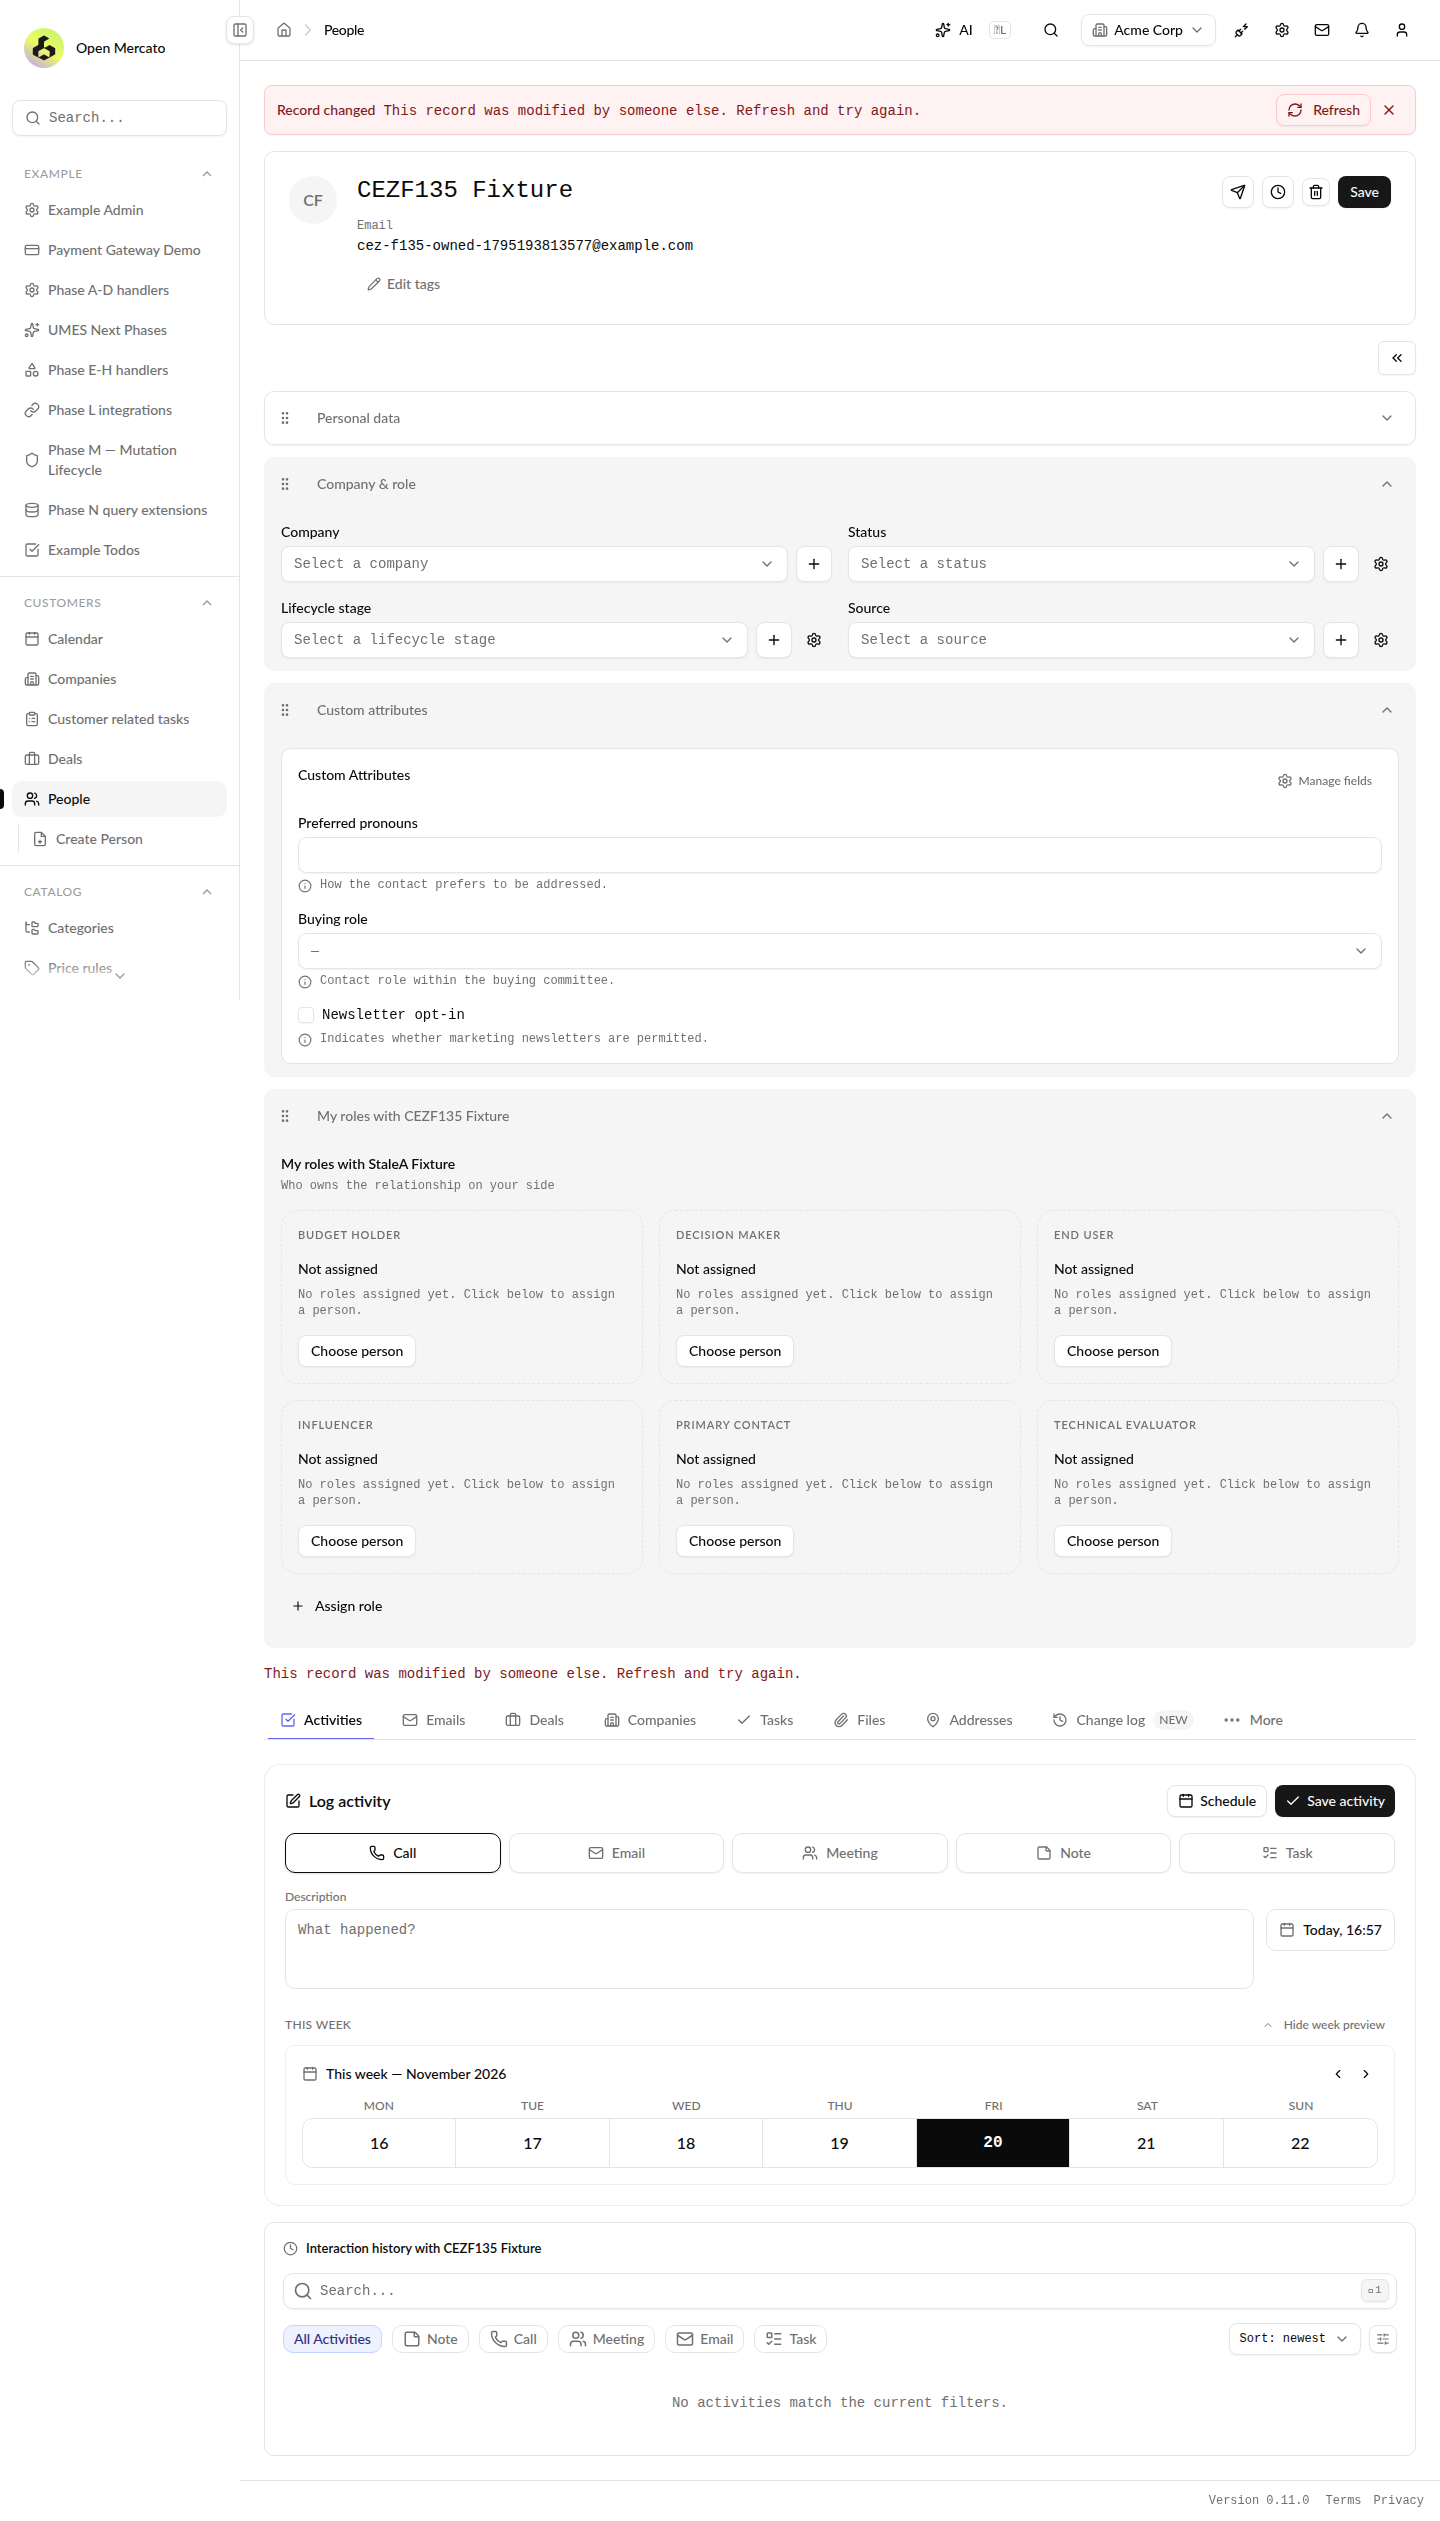 Open Mercato
Search...
EXAMPLE
Example Admin
Payment Gateway Demo
Phase A-D handlers
UMES Next Phases
Phase E-H handlers
Phase L integrations
Phase M — Mutation
Lifecycle
Phase N query extensions
Example Todos
CUSTOMERS
Calendar
Companies
Customer related tasks
Deals
People
Create Person
CATALOG
Categories
Price rules
People
AI
L
Acme Corp
Record changed This record was modified by someone else. Refresh and try again.
Refresh
CF
CEZF135 Fixture
Email
cez-f135-owned-1795193813577@example.com
Edit tags
Save
Personal data
Company & role
Company
Status
Select a company
Select a status
Lifecycle stage
Source
Select a lifecycle stage
Select a source
Custom attributes
Custom Attributes
Manage fields
Preferred pronouns
How the contact prefers to be addressed.
Buying role
—
Contact role within the buying committee.
Newsletter opt-in
Indicates whether marketing newsletters are permitted.
My roles with CEZF135 Fixture
My roles with StaleA Fixture
Who owns the relationship on your side
BUDGET HOLDER
Not assigned
No roles assigned yet. Click below to assign
a person.
Choose person
DECISION MAKER
Not assigned
No roles assigned yet. Click below to assign
a person.
Choose person
END USER
Not assigned
No roles assigned yet. Click below to assign
a person.
Choose person
INFLUENCER
Not assigned
No roles assigned yet. Click below to assign
a person.
Choose person
PRIMARY CONTACT
Not assigned
No roles assigned yet. Click below to assign
a person.
Choose person
TECHNICAL EVALUATOR
Not assigned
No roles assigned yet. Click below to assign
a person.
Choose person
Assign role
This record was modified by someone else. Refresh and try again.
Activities Emails Deals Companies Tasks Files Addresses Change log NEW More
Log activity
Schedule
Save activity
Call Email Meeting Note Task
Description
What happened?
Today, 16:57
THIS WEEK
Hide week preview
This week — November 2026
MON TUE WED THU FRI SAT SUN
16 17 18 19 20 21 22
Interaction history with CEZF135 Fixture
Search...
1
All Activities Note Call Meeting Email Task
Sort: newest
No activities match the current filters.
Version 0.11.0 Terms Privacy